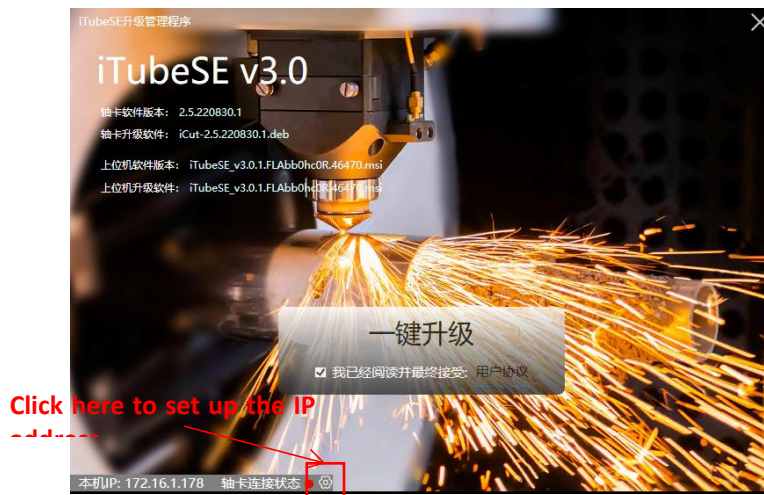 iTubeSE升级管理程序
iTubeSE v3.0
轴卡软件版本： 2.5.220830.1
轴卡升级软件： iCut-2.5.220830.1.deb
上位机软件版本： iTubeSE_v3.0.1.FLAbb0hc0R.46470.msi
上位机升级软件： iTubeSE_v3.0.1.FLAbb0hc0R.46470.msi
一键升级
我已经阅读并最终接受: 用户协议
Click here to set up the IP
address
本机IP: 172.16.1.178 轴卡连接状态